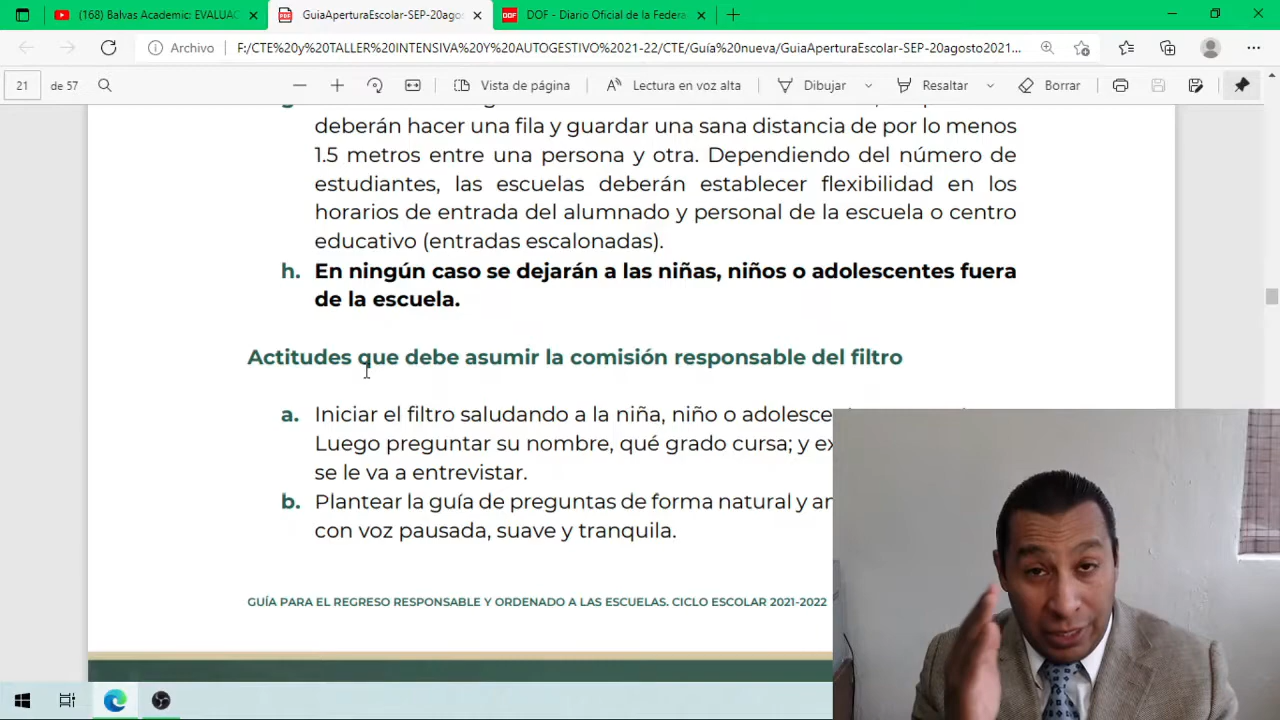 (168) Balvas Academic: EVALUAC
GuiaAperturaEscolar-SEP-20agos
DOF - Diario Oficial de la Federa
Archivo
F:/CTE%20y%20TALLER%20INTENSIVA%20Y%20AUTOGESTIVO%202021-22/CTE/Guía%20nueva/GuiaAperturaEscolar-SEP-20agosto2021...
21 de 57
Vista de página
Lectura en voz alta
Dibujar
Resaltar
Borrar
deberán hacer una fila y guardar una sana distancia de por lo menos
1.5 metros entre una persona y otra. Dependiendo del número de
estudiantes, las escuelas deberán establecer flexibilidad en los
horarios de entrada del alumnado y personal de la escuela o centro
educativo (entradas escalonadas).
h. En ningún caso se dejarán a las niñas, niños o adolescentes fuera
de la escuela.
Actitudes que debe asumir la comisión responsable del filtro
a. Iniciar el filtro saludando a la niña, niño o adolesce
Luego preguntar su nombre, qué grado cursa; y ex
se le va a entrevistar.
b. Plantear la guía de preguntas de forma natural y am
con voz pausada, suave y tranquila.
GUÍA PARA EL REGRESO RESPONSABLE Y ORDENADO A LAS ESCUELAS. CICLO ESCOLAR 2021-2022